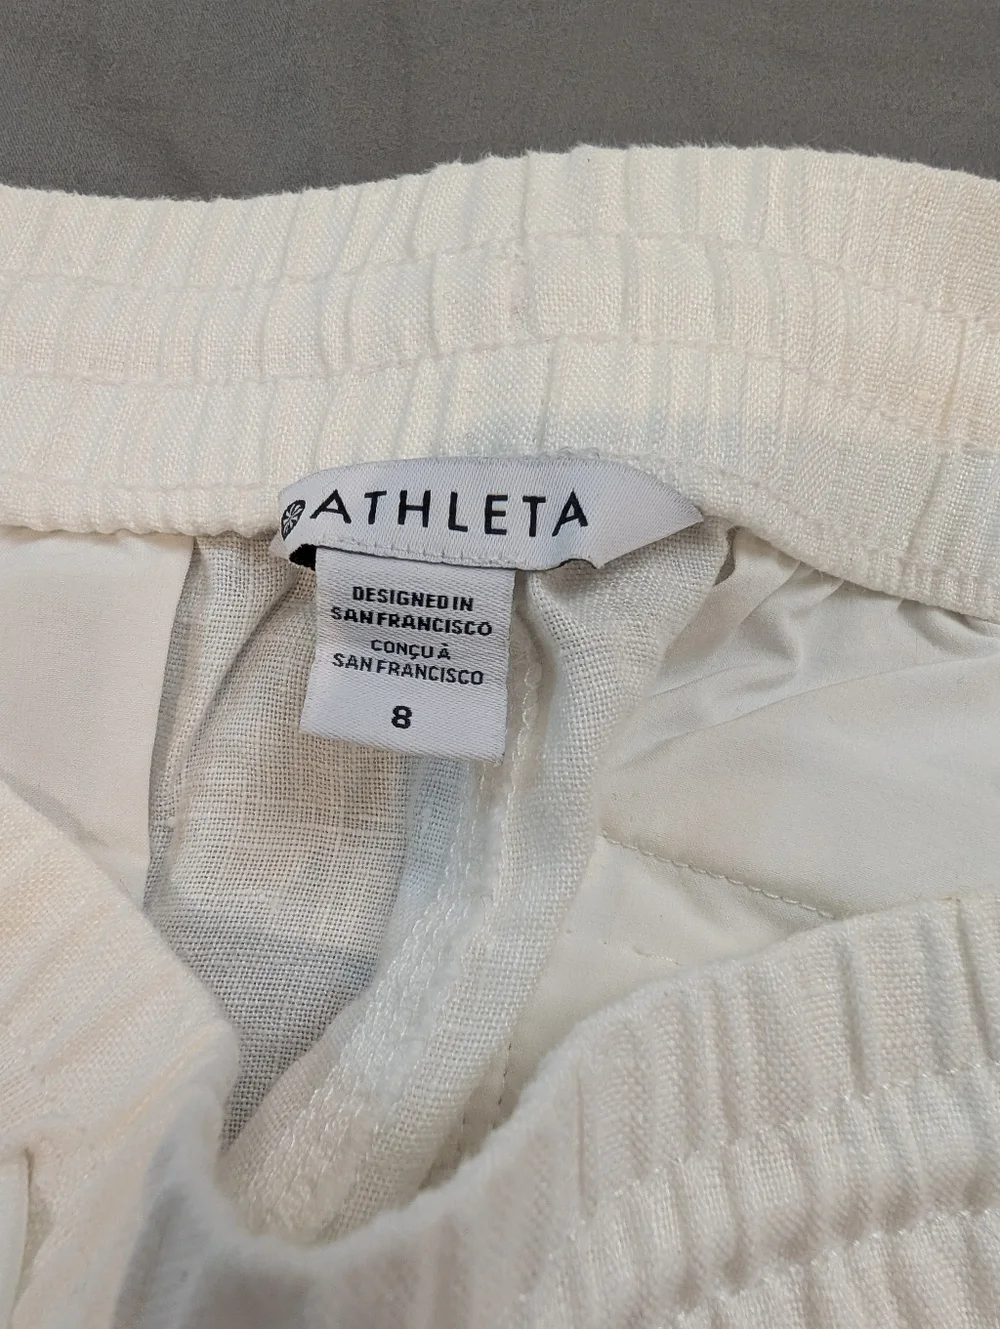 ATHLETA
DESIGNED IN
SAN FRANCISCO
CONÇU À
SAN FRANCISCO
8